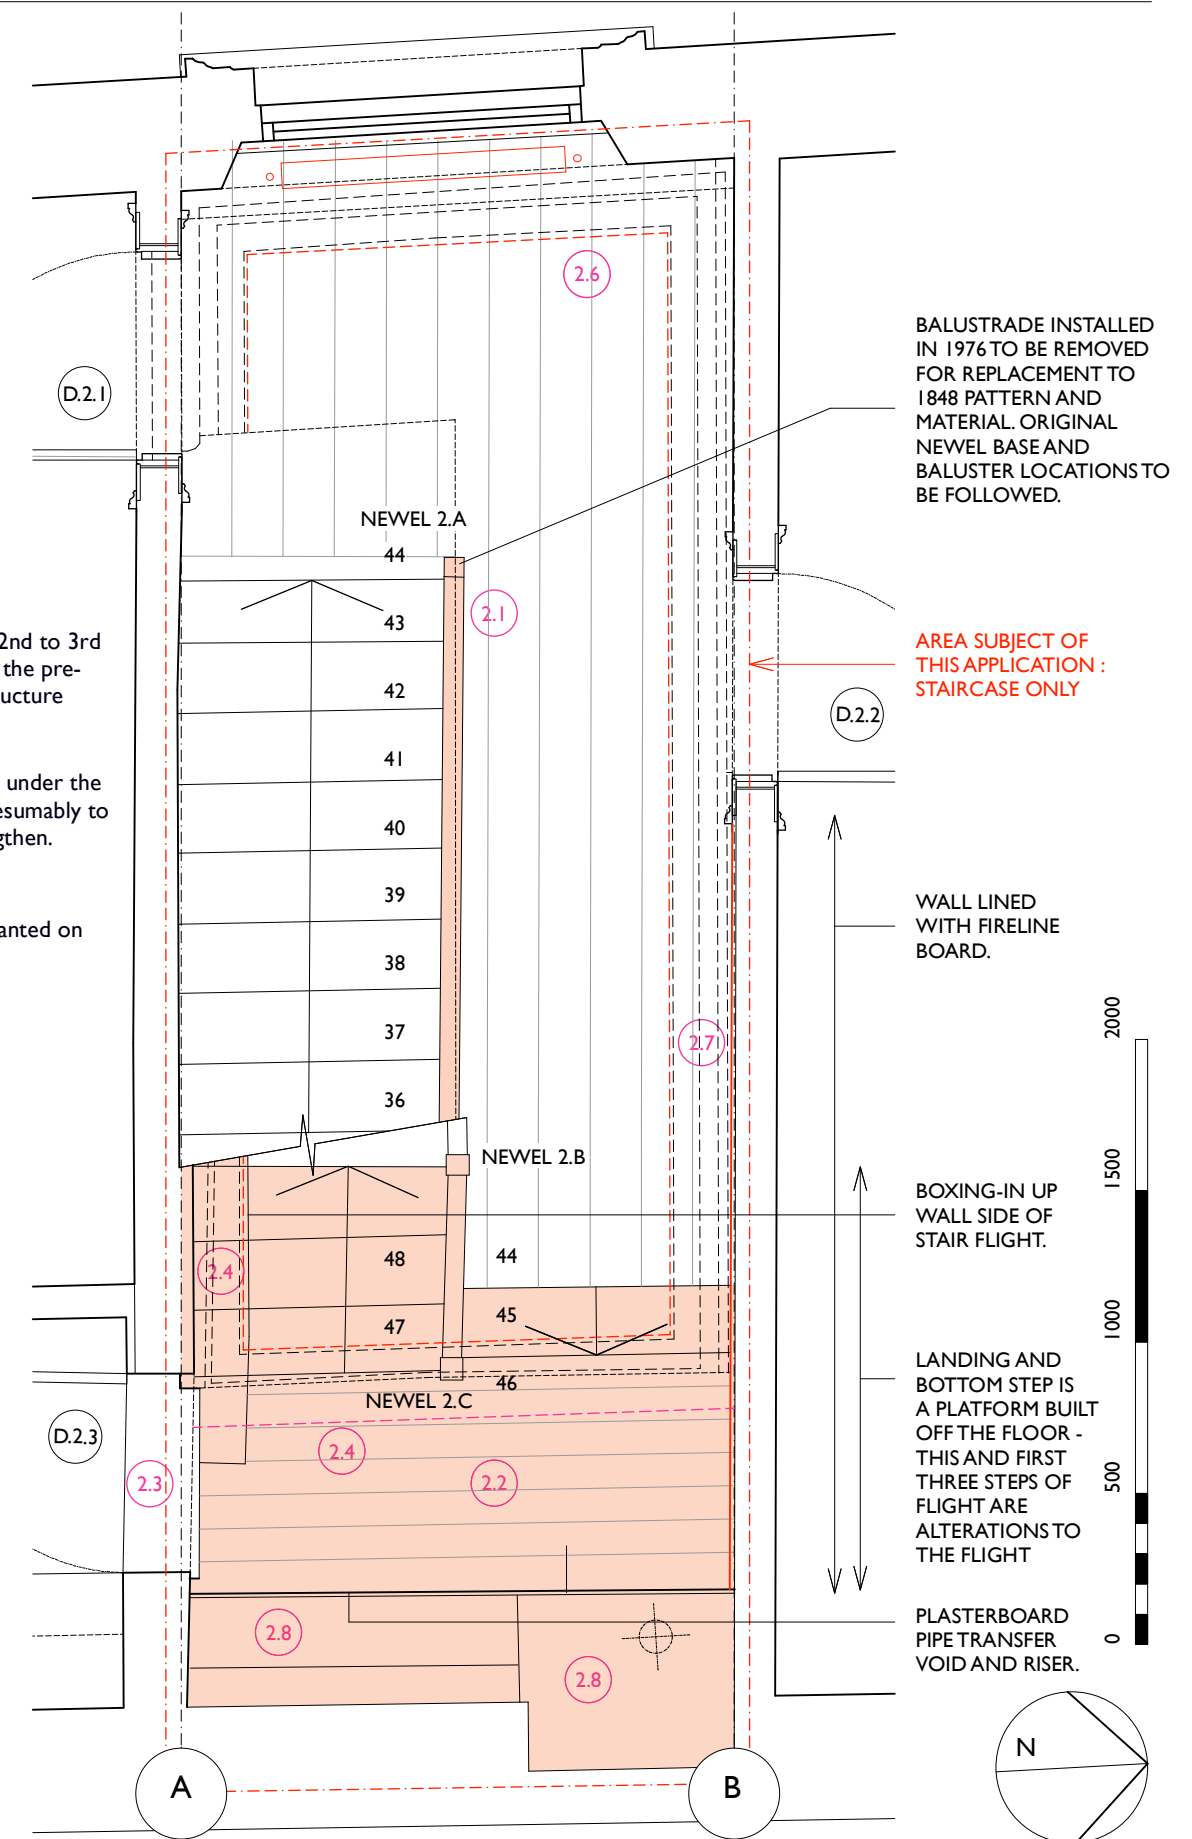 2.6
BALUSTRADE INSTALLED
IN 1976 TO BE REMOVED
FOR REPLACEMENT TO
1848 PATTERN AND
MATERIAL. ORIGINAL
NEWEL BASE AND
BALUSTER LOCATIONS TO
BE FOLLOWED.
D.2.1
NEWEL 2.A
44
2.1
43
2nd to 3rd
the pre-
ucture
AREA SUBJECT OF
THIS APPLICATION :
STAIRCASE ONLY
42
D.2.2
41
under the
esumably to
gthen.
40
39
WALL LINED
WITH FIRELINE
BOARD.
anted on
38
37
2.7
36
2000
NEWEL 2.B
1500
BOXING-IN UP
WALL SIDE OF
STAIR FLIGHT.
2.4
48
44
47
45
1000
46
NEWEL 2.C
LANDING AND
BOTTOM STEP IS
A PLATFORM BUILT
OFF THE FLOOR -
THIS AND FIRST
THREE STEPS OF
FLIGHT ARE
ALTERATIONS TO
THE FLIGHT
D.2.3
2.4
2.3
2.2
500
2.8
PLASTERBOARD
PIPE TRANSFER
VOID AND RISER.
0
2.8
N
A
B